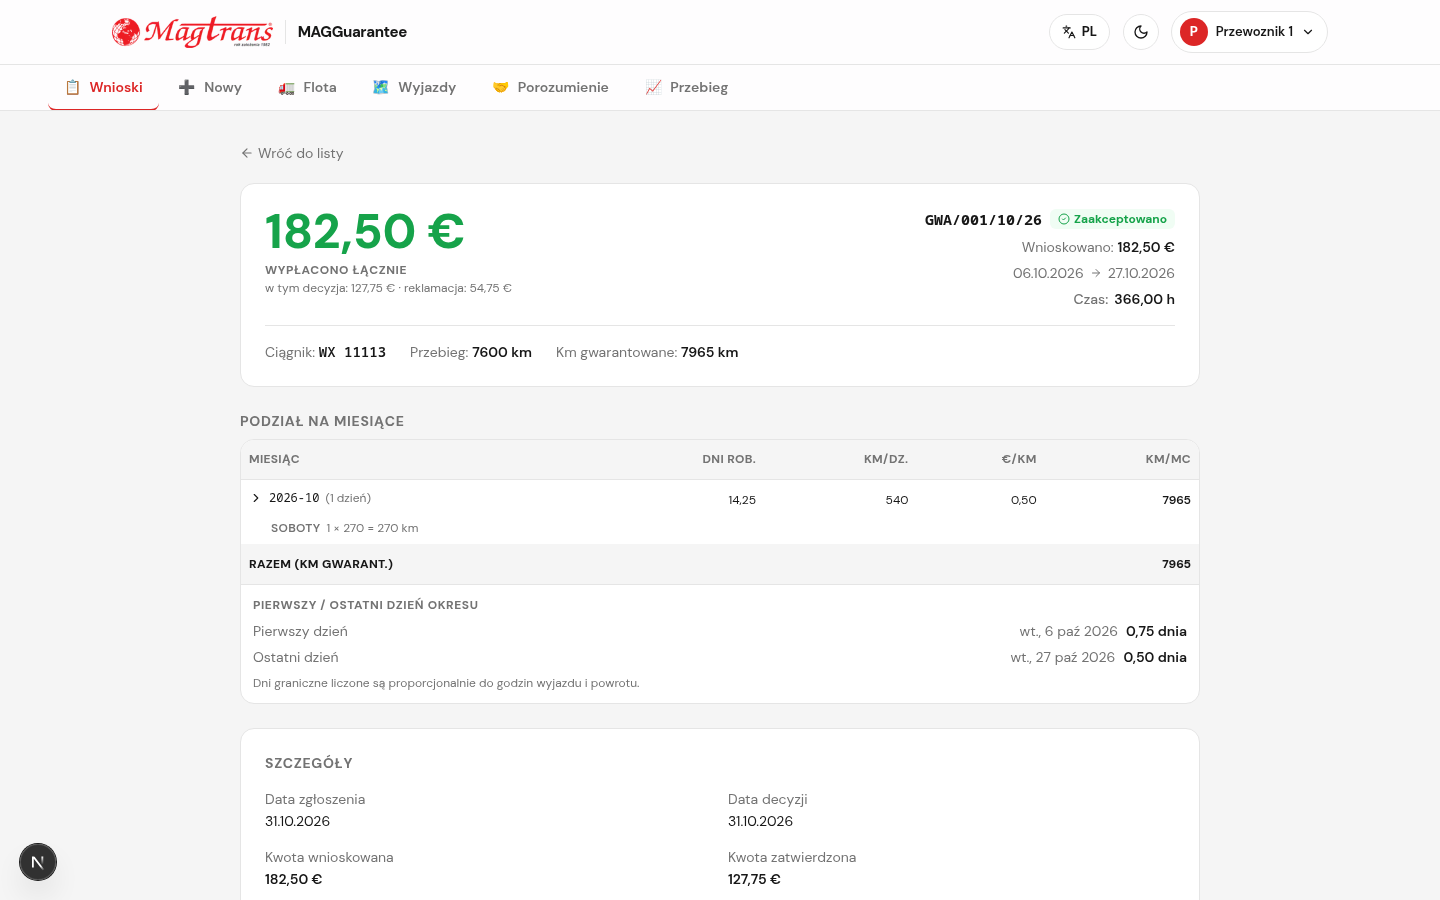 Magtrans
rok założenia 1982
MAGGuarantee
PL
P
Przewoznik 1
Wnioski
Nowy
Flota
Wyjazdy
Porozumienie
Przebieg
← Wróć do listy
182,50 €
WYPŁACONO ŁĄCZNIE
w tym decyzja: 127,75 € · reklamacja: 54,75 €
GWA/001/10/26
Zaakceptowano
Wnioskowano: 182,50 €
06.10.2026 → 27.10.2026
Czas: 366,00 h
Ciągnik: WX 11113 Przebieg: 7600 km Km gwarantowane: 7965 km
PODZIAŁ NA MIESIĄCE
MIESIĄC DNI ROB. KM/DZ. €/KM KM/MC
2026-10 (1 dzień) 14,25 540 0,50 7965
SOBOTY 1 × 270 = 270 km
RAZEM (KM GWARANT.) 7965
PIERWSZY / OSTATNI DZIEŃ OKRESU
Pierwszy dzień wt., 6 paź 2026 0,75 dnia
Ostatni dzień wt., 27 paź 2026 0,50 dnia
Dni graniczne liczone są proporcjonalnie do godzin wyjazdu i powrotu.
SZCZEGÓŁY
Data zgłoszenia Data decyzji
31.10.2026 31.10.2026
Kwota wnioskowana Kwota zatwierdzona
182,50 € 127,75 €
N